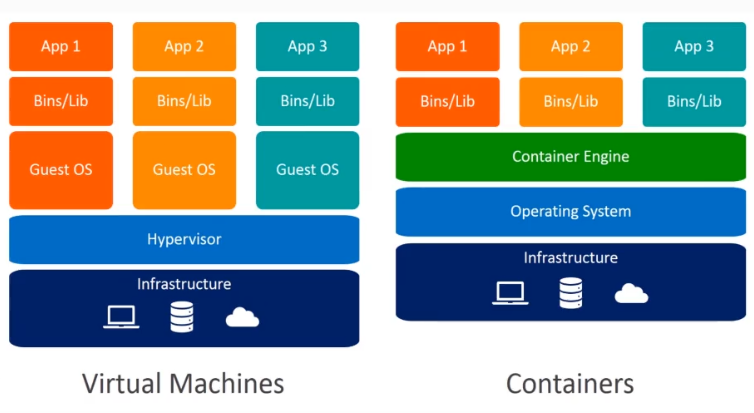 App 1
App 2
App 3
Bins/Lib
Bins/Lib
Bins/Lib
Guest OS
Guest OS
Guest OS
Hypervisor
Infrastructure
Virtual Machines
App 1
App 2
App 3
Bins/Lib
Bins/Lib
Bins/Lib
Container Engine
Operating System
Infrastructure
Containers